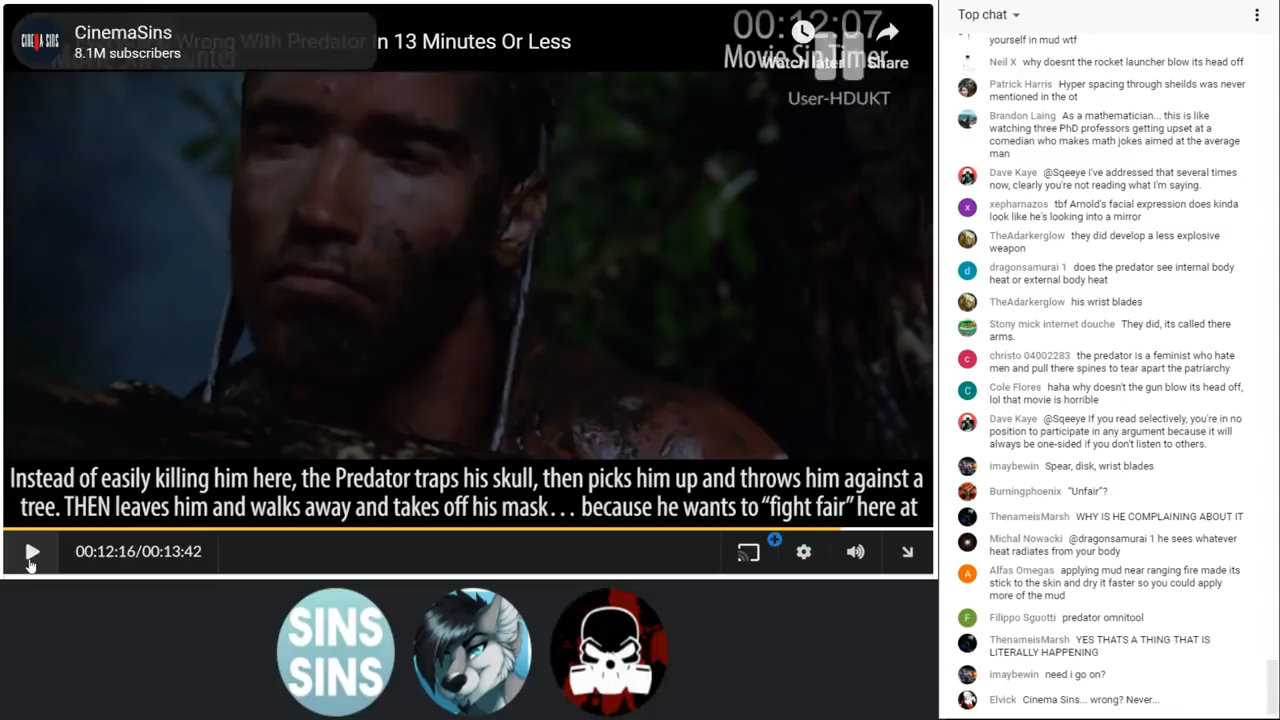 CINEMA SINS
CinemaSins
8.1M subscribers
Wrong With Predator In 13 Minutes Or Less
00:12:07
Movie Sin Timer
Watch later
Share
User-HDUKT
Instead of easily killing him here, the Predator traps his skull, then picks him up and throws him against a
tree. THEN leaves him and walks away and takes off his mask… because he wants to “fight fair” here at
00:12:16/00:13:42
SINS
SINS
Top chat
yourself in mud wtf
Neil X why doesnt the rocket launcher blow its head off
Patrick Harris Hyper spacing through sheilds was never
mentioned in the ot
Brandon Laing As a mathematician... this is like
watching three PhD professors getting upset at a
comedian who makes math jokes aimed at the average
man
Dave Kaye @Sqeeye I've addressed that several times
now, clearly you're not reading what I'm saying.
x
xepharnazos tbf Arnold's facial expression does kinda
look like he's looking into a mirror
TheAdarkerglow they did develop a less explosive
weapon
d
dragonsamurai 1 does the predator see internal body
heat or external body heat
TheAdarkerglow his wrist blades
Stony mick internet douche They did, its called there
arms.
c
christo 04002283 the predator is a feminist who hate
men and pull there spines to tear apart the patriarchy
C
Cole Flores haha why doesn't the gun blow its head off,
lol that movie is horrible
Dave Kaye @Sqeeye If you read selectively, you're in no
position to participate in any argument because it will
always be one-sided if you don't listen to others.
imaybewin Spear, disk, wrist blades
Burningphoenix "Unfair"?
ThenameisMarsh WHY IS HE COMPLAINING ABOUT IT
Michal Nowacki @dragonsamurai 1 he sees whatever
heat radiates from your body
A
Alfas Omegas applying mud near ranging fire made its
stick to the skin and dry it faster so you could apply
more of the mud
F
Filippo Sguotti predator omnitool
ThenameisMarsh YES THATS A THING THAT IS
LITERALLY HAPPENING
imaybewin need i go on?
Elvick Cinema Sins... wrong? Never...